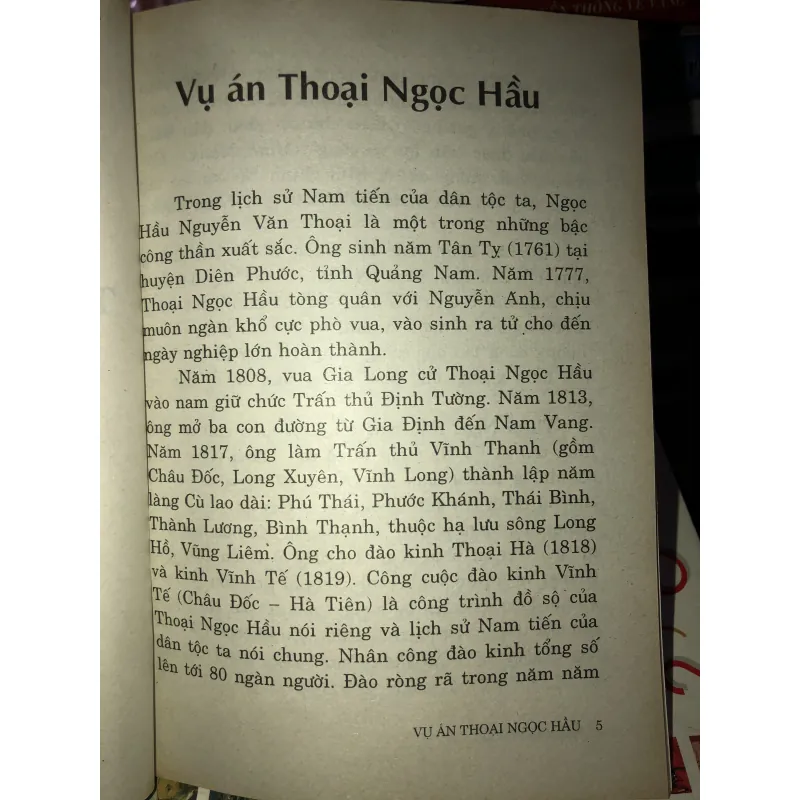 Vụ án Thoại Ngọc Hầu
Trong lịch sử Nam tiến của dân tộc ta, Ngọc
Hầu Nguyễn Văn Thoại là một trong những bậc
công thần xuất sắc. Ông sinh năm Tân Tỵ (1761) tại
huyện Diên Phước, tỉnh Quảng Nam. Năm 1777,
Thoại Ngọc Hầu tòng quân với Nguyễn Ánh, chịu
muôn ngàn khổ cực phò vua, vào sinh ra tử cho đến
ngày nghiệp lớn hoàn thành.
Năm 1808, vua Gia Long cử Thoại Ngọc Hầu
vào nam giữ chức Trấn thủ Định Tường. Năm 1813,
ông mở ba con đường từ Gia Định đến Nam Vang.
Năm 1817, ông làm Trấn thủ Vĩnh Thanh (gồm
Châu Đốc, Long Xuyên, Vĩnh Long) thành lập năm
làng Cù lao dài: Phú Thái, Phước Khánh, Thái Bình,
Thành Lương, Bình Thạnh, thuộc hạ lưu sông Long
Hồ, Vũng Liêm. Ông cho đào kinh Thoại Hà (1818)
và kinh Vĩnh Tế (1819). Công cuộc đào kinh Vĩnh
Tế (Châu Đốc – Hà Tiên) là công trình đồ sộ của
Thoại Ngọc Hầu nói riêng và lịch sử Nam tiến của
dân tộc ta nói chung. Nhân công đào kinh tổng số
lên tới 80 ngàn người. Đào ròng rã trong năm năm
VỤ ÁN THOẠI NGỌC HẦU 5